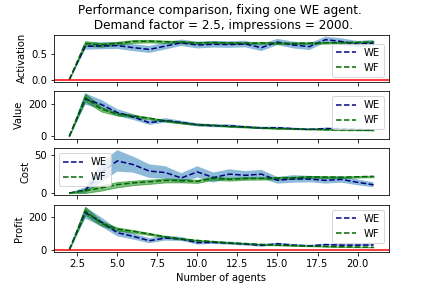 Performance comparison, fixing one WE agent.
Demand factor = 2.5, impressions = 2000.
Activation
0.5
0.0
WE
WF
Value
200
0
WE
WF
Cost
50
0
WE
WF
Profit
200
0
WE
WF
2.5 5.0 7.5 10.0 12.5 15.0 17.5 20.0
Number of agents